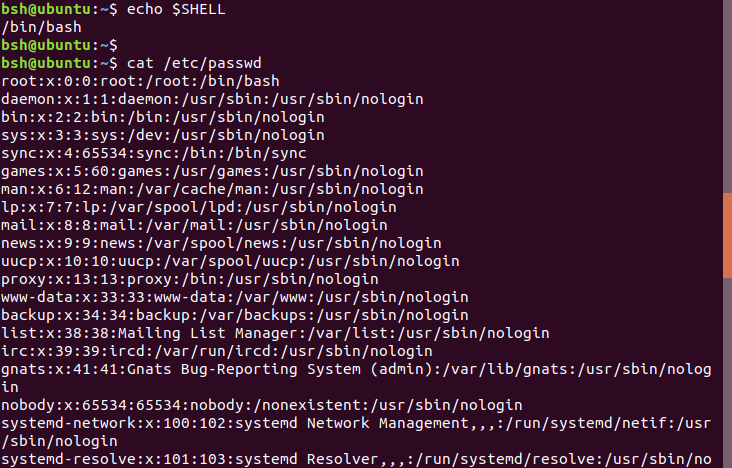 bsh@ubuntu:~$ echo $SHELL
/bin/bash
bsh@ubuntu:~$
bsh@ubuntu:~$ cat /etc/passwd
root:x:0:0:root:/root:/bin/bash
daemon:x:1:1:daemon:/usr/sbin:/usr/sbin/nologin
bin:x:2:2:bin:/bin:/usr/sbin/nologin
sys:x:3:3:sys:/dev:/usr/sbin/nologin
sync:x:4:65534:sync:/bin:/bin/sync
games:x:5:60:games:/usr/games:/usr/sbin/nologin
man:x:6:12:man:/var/cache/man:/usr/sbin/nologin
lp:x:7:7:lp:/var/spool/lpd:/usr/sbin/nologin
mail:x:8:8:mail:/var/mail:/usr/sbin/nologin
news:x:9:9:news:/var/spool/news:/usr/sbin/nologin
uucp:x:10:10:uucp:/var/spool/uucp:/usr/sbin/nologin
proxy:x:13:13:proxy:/bin:/usr/sbin/nologin
www-data:x:33:33:www-data:/var/www:/usr/sbin/nologin
backup:x:34:34:backup:/var/backups:/usr/sbin/nologin
list:x:38:38:Mailing List Manager:/var/list:/usr/sbin/nologin
irc:x:39:39:ircd:/var/run/ircd:/usr/sbin/nologin
gnats:x:41:41:Gnats Bug-Reporting System (admin):/var/lib/gnats:/usr/sbin/nolog
in
nobody:x:65534:65534:nobody:/nonexistent:/usr/sbin/nologin
systemd-network:x:100:102:systemd Network Management,,,:/run/systemd/netif:/usr
/sbin/nologin
systemd-resolve:x:101:103:systemd Resolver,,,:/run/systemd/resolve:/usr/sbin/no